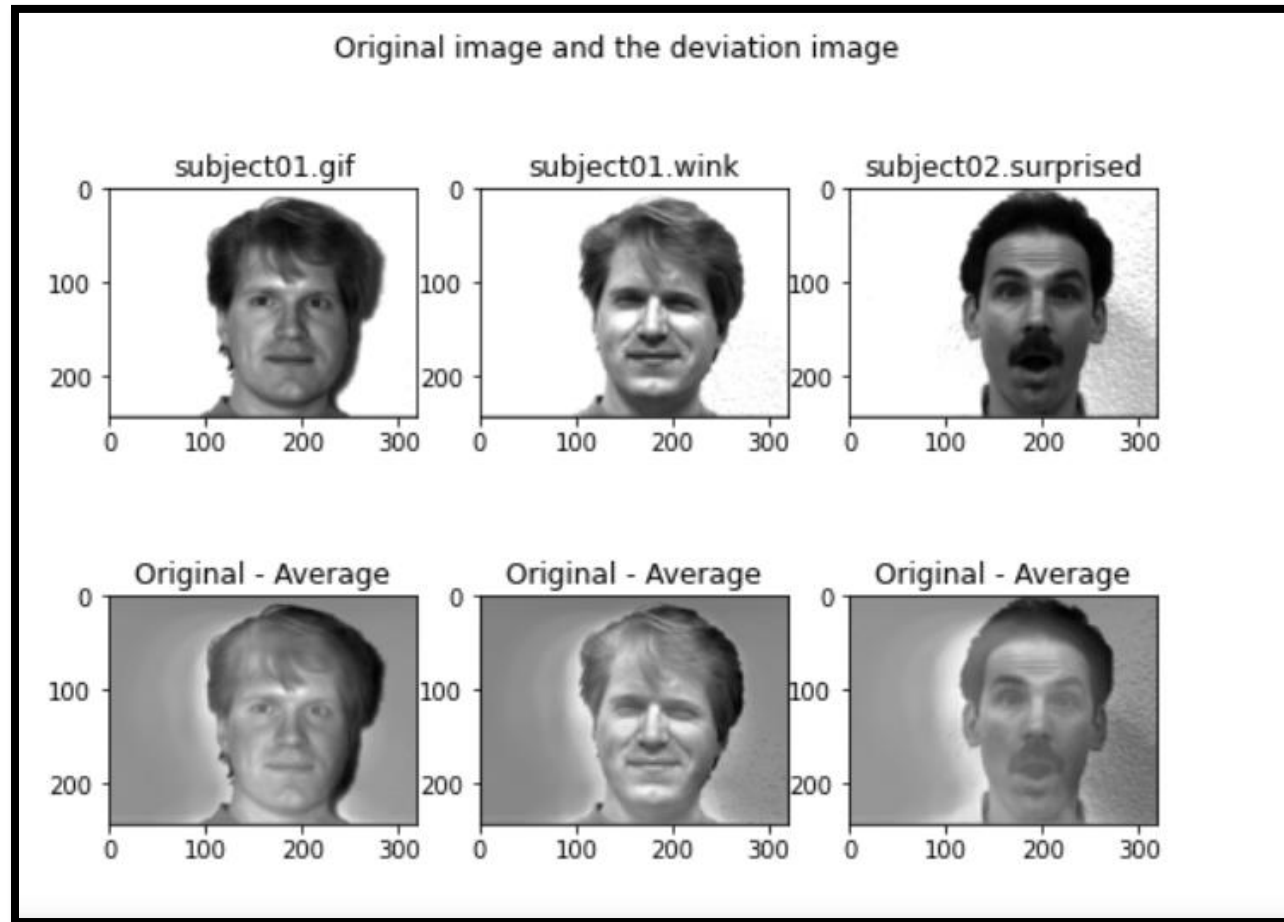 Original image and the deviation image
subject01.gif subject01.wink subject02.surprised
0 0 0
100 100 100
200 200 200
0 100 200 300 0 100 200 300 0 100 200 300
Original - Average Original - Average Original - Average
0 0 0
100 100 100
200 200 200
0 100 200 300 0 100 200 300 0 100 200 300